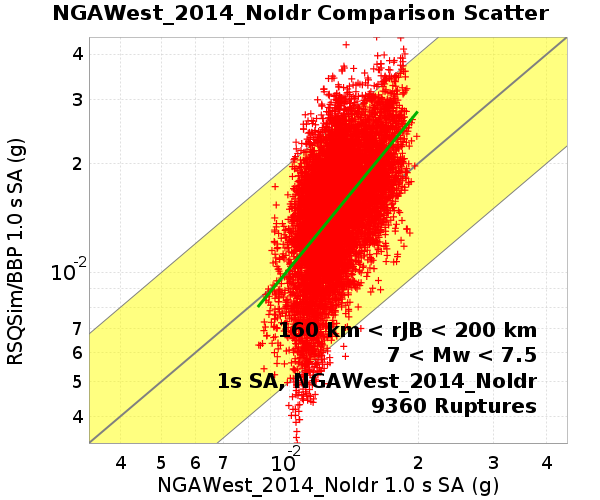 NGAWest_2014_NoIdr Comparison Scatter
RSQSim/BBP 1.0 s SA (g)
4
3
2
10-2
7
6
5
4
160 km < rJB < 200 km
7 < Mw < 7.5
1s SA, NGAWest_2014_NoIdr
9360 Ruptures
4 5 6 7 10-2 2 3 4
NGAWest_2014_NoIdr 1.0 s SA (g)